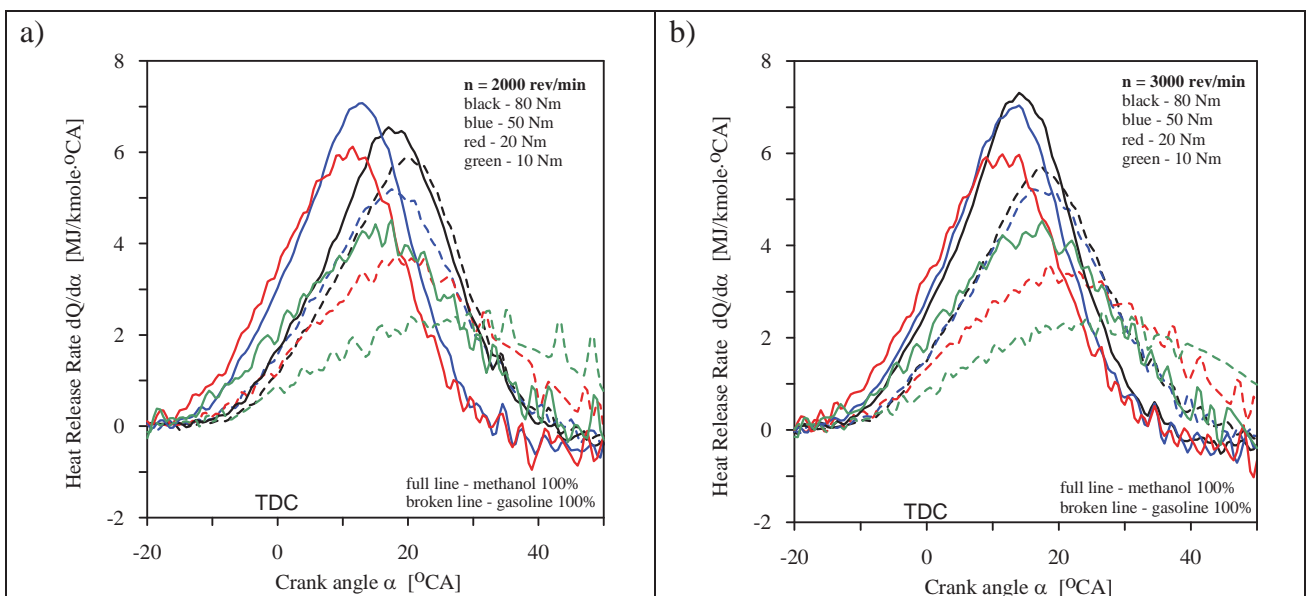 a)
Heat Release Rate dQ/dα [MJ/kmole·⁰CA]
8
6
4
2
0
-2
n = 2000 rev/min
black - 80 Nm
blue - 50 Nm
red - 20 Nm
green - 10 Nm
full line - methanol 100%
broken line - gasoline 100%
TDC
-20 0 20 40
Crank angle α [⁰CA]
b)
Heat Release Rate dQ/dα [MJ/kmole·⁰CA]
8
6
4
2
0
-2
n = 3000 rev/min
black - 80 Nm
blue - 50 Nm
red - 20 Nm
green - 10 Nm
full line - methanol 100%
broken line - gasoline 100%
TDC
-20 0 20 40
Crank angle α [⁰CA]